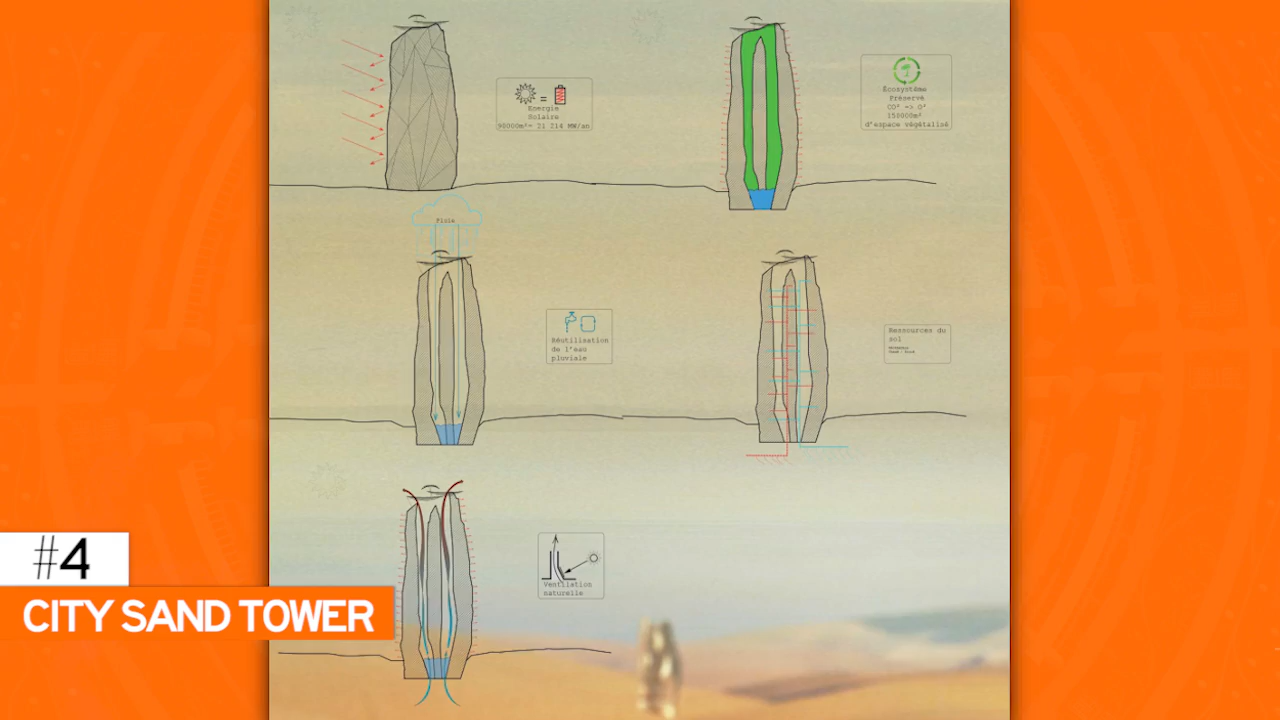 Energie
Solaire
90000m²= 21 214 MW/an
Écosystème
Préservé
CO² => O²
150000m²
d'espace végétalisé
Pluie
Réutilisation
de l'eau
pluviale
Ressources du
sol
Ventilation
naturelle
#4
CITY SAND TOWER